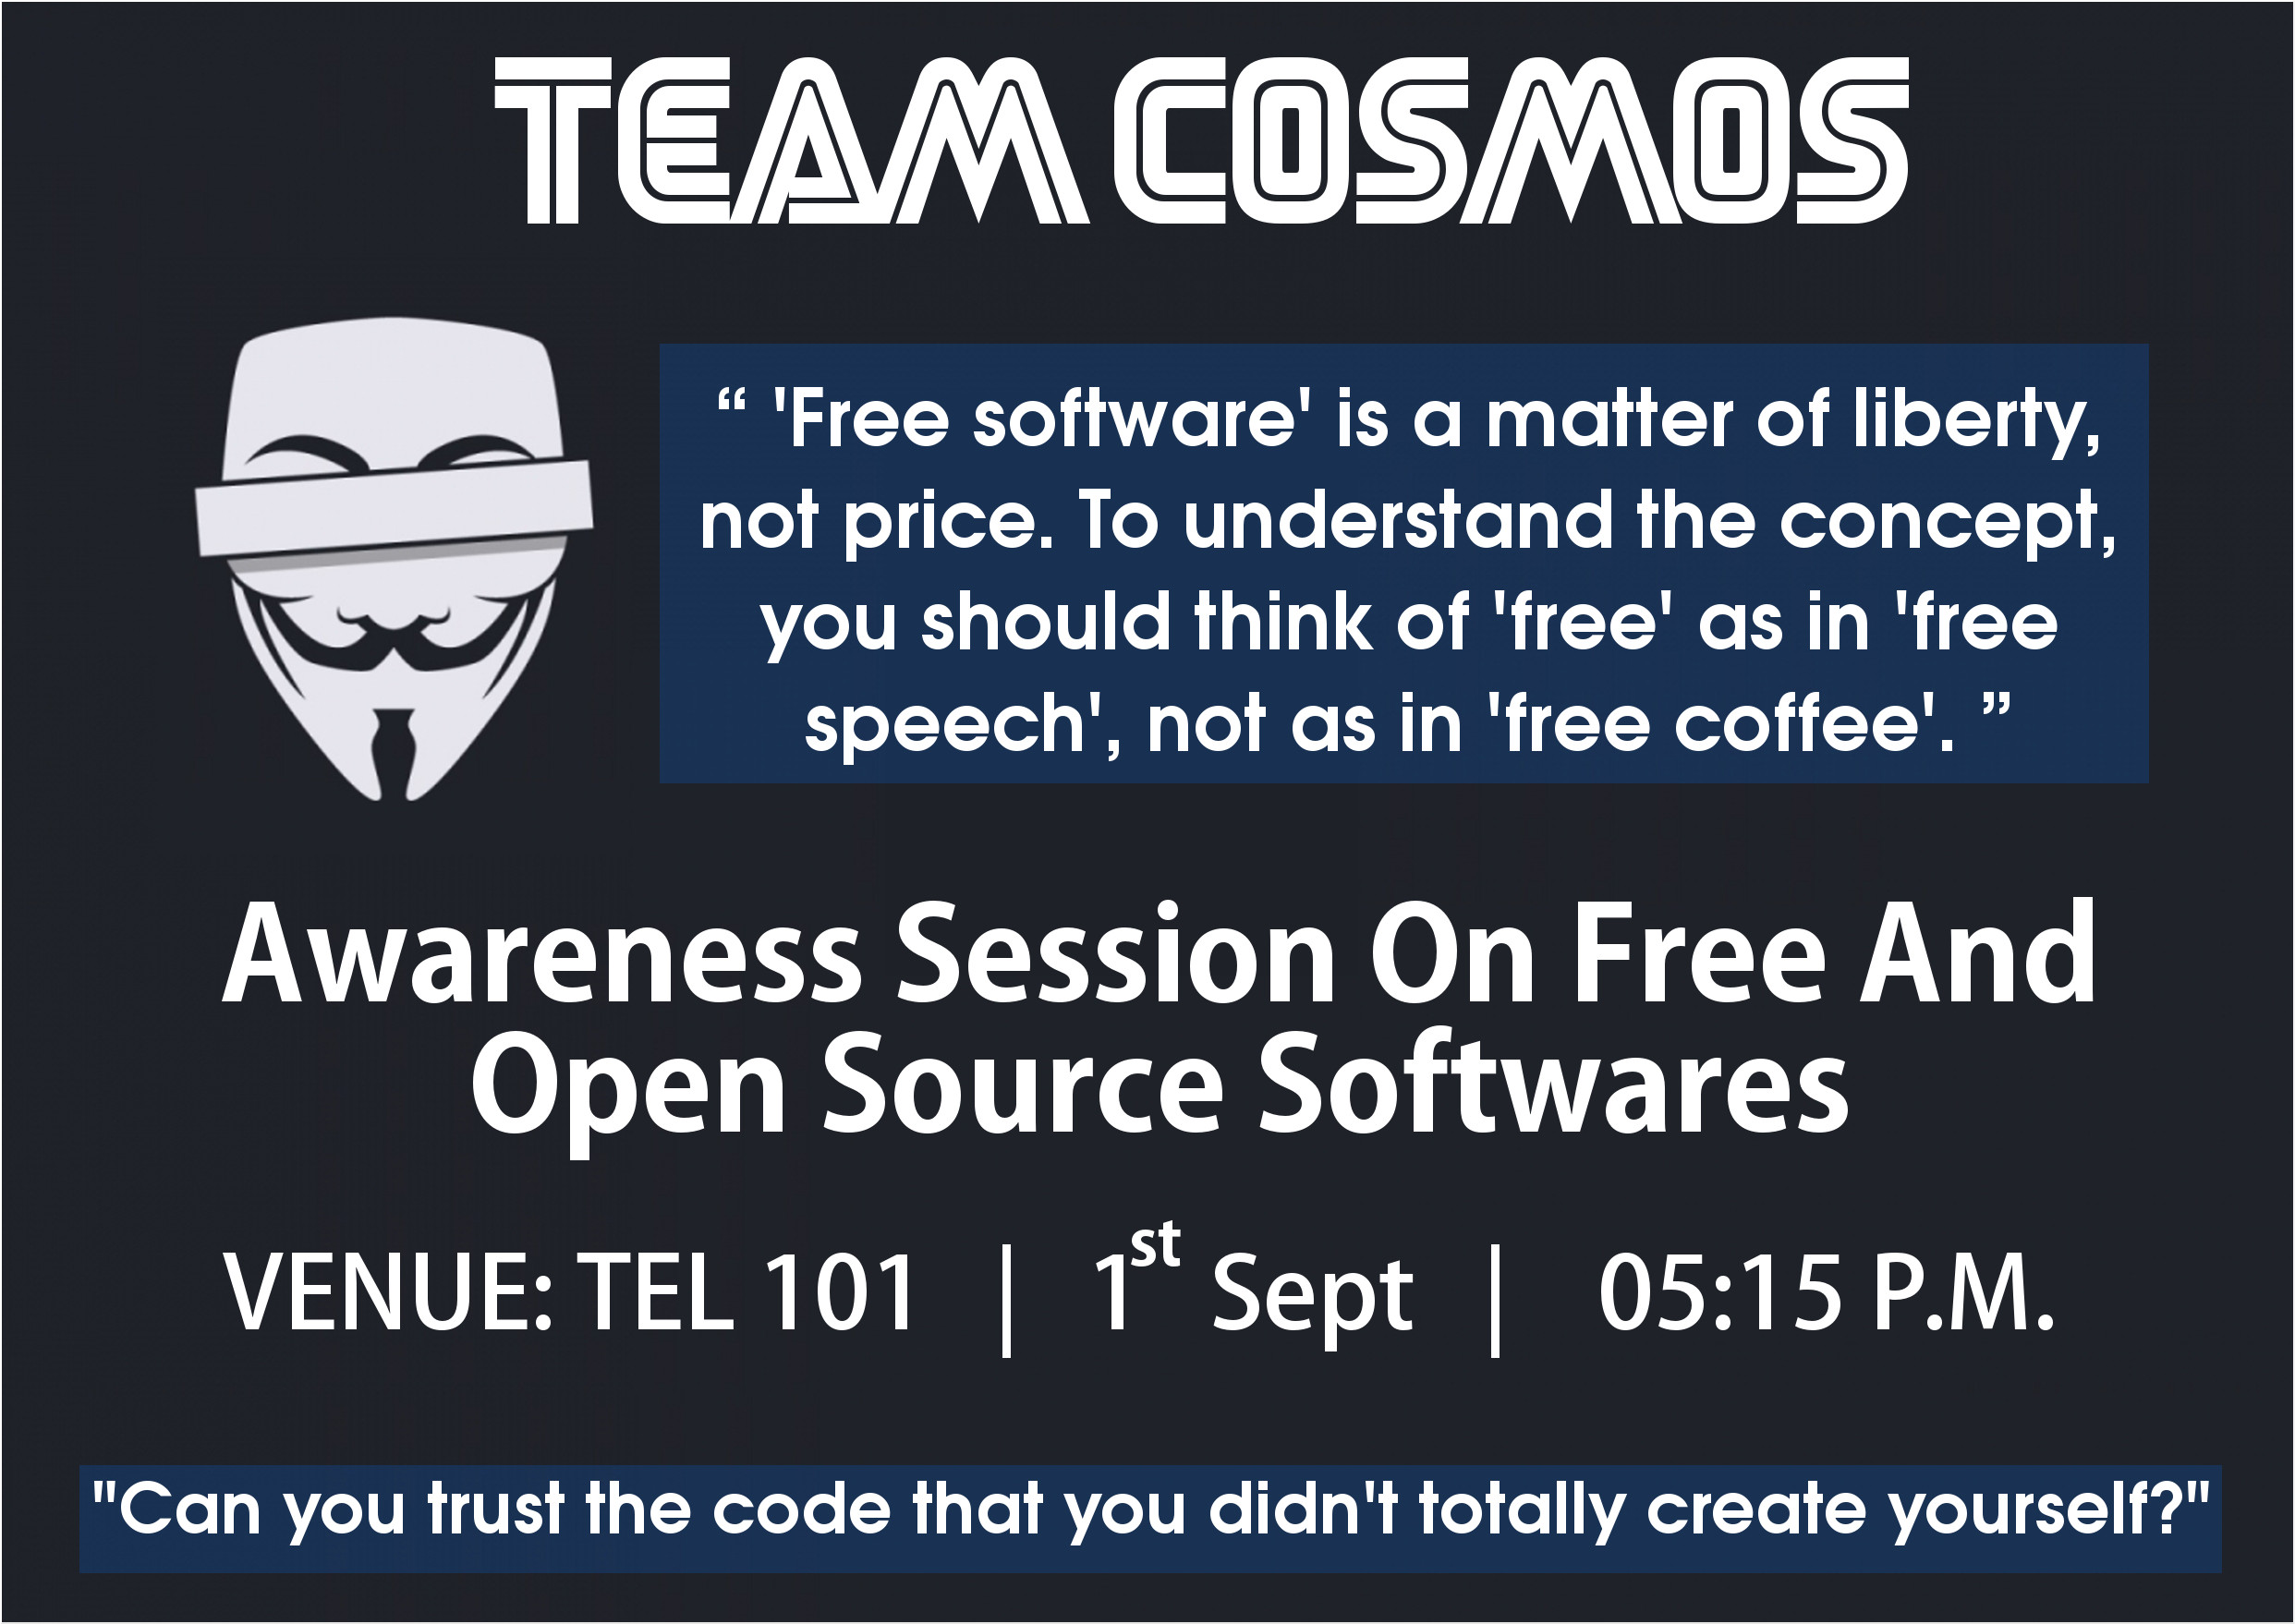 TEAM COSMOS
“ 'Free software' is a matter of liberty,
not price. To understand the concept,
you should think of 'free' as in 'free
speech', not as in 'free coffee'. ”
Awareness Session On Free And
Open Source Softwares
VENUE: TEL 101 | 1st Sept | 05:15 P.M.
"Can you trust the code that you didn't totally create yourself?"